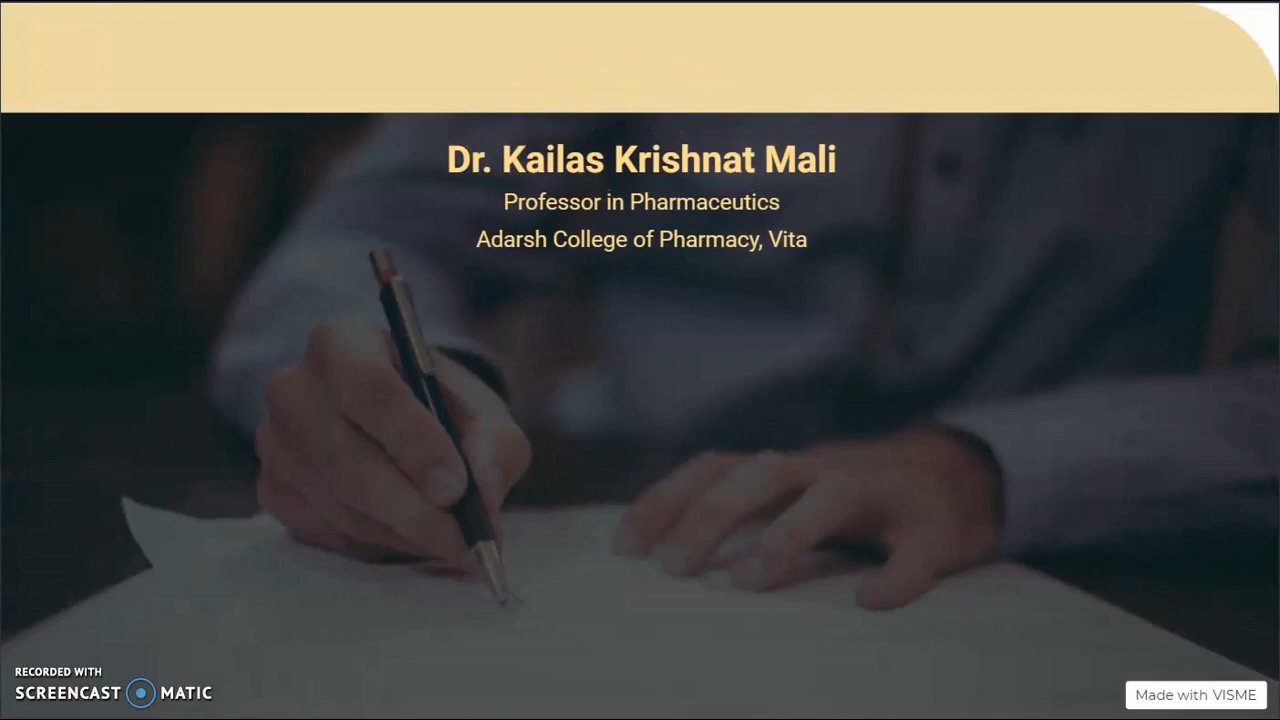 Dr. Kailas Krishnat Mali
Professor in Pharmaceutics
Adarsh College of Pharmacy, Vita
RECORDED WITH
SCREENCAST MATIC
Made with VISME